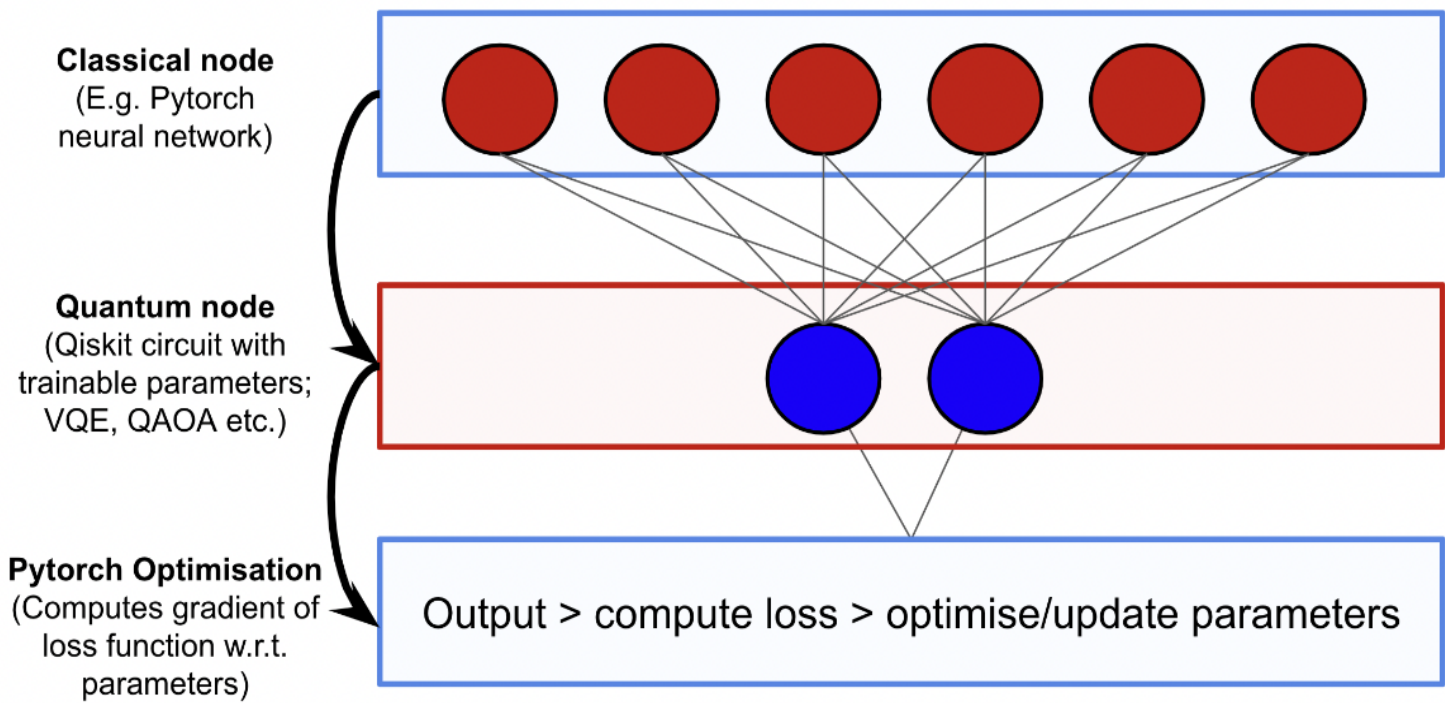 Classical node
(E.g. Pytorch
neural network)
Quantum node
(Qiskit circuit with
trainable parameters;
VQE, QAOA etc.)
Pytorch Optimisation
(Computes gradient of
loss function w.r.t.
parameters)
Output > compute loss > optimise/update parameters